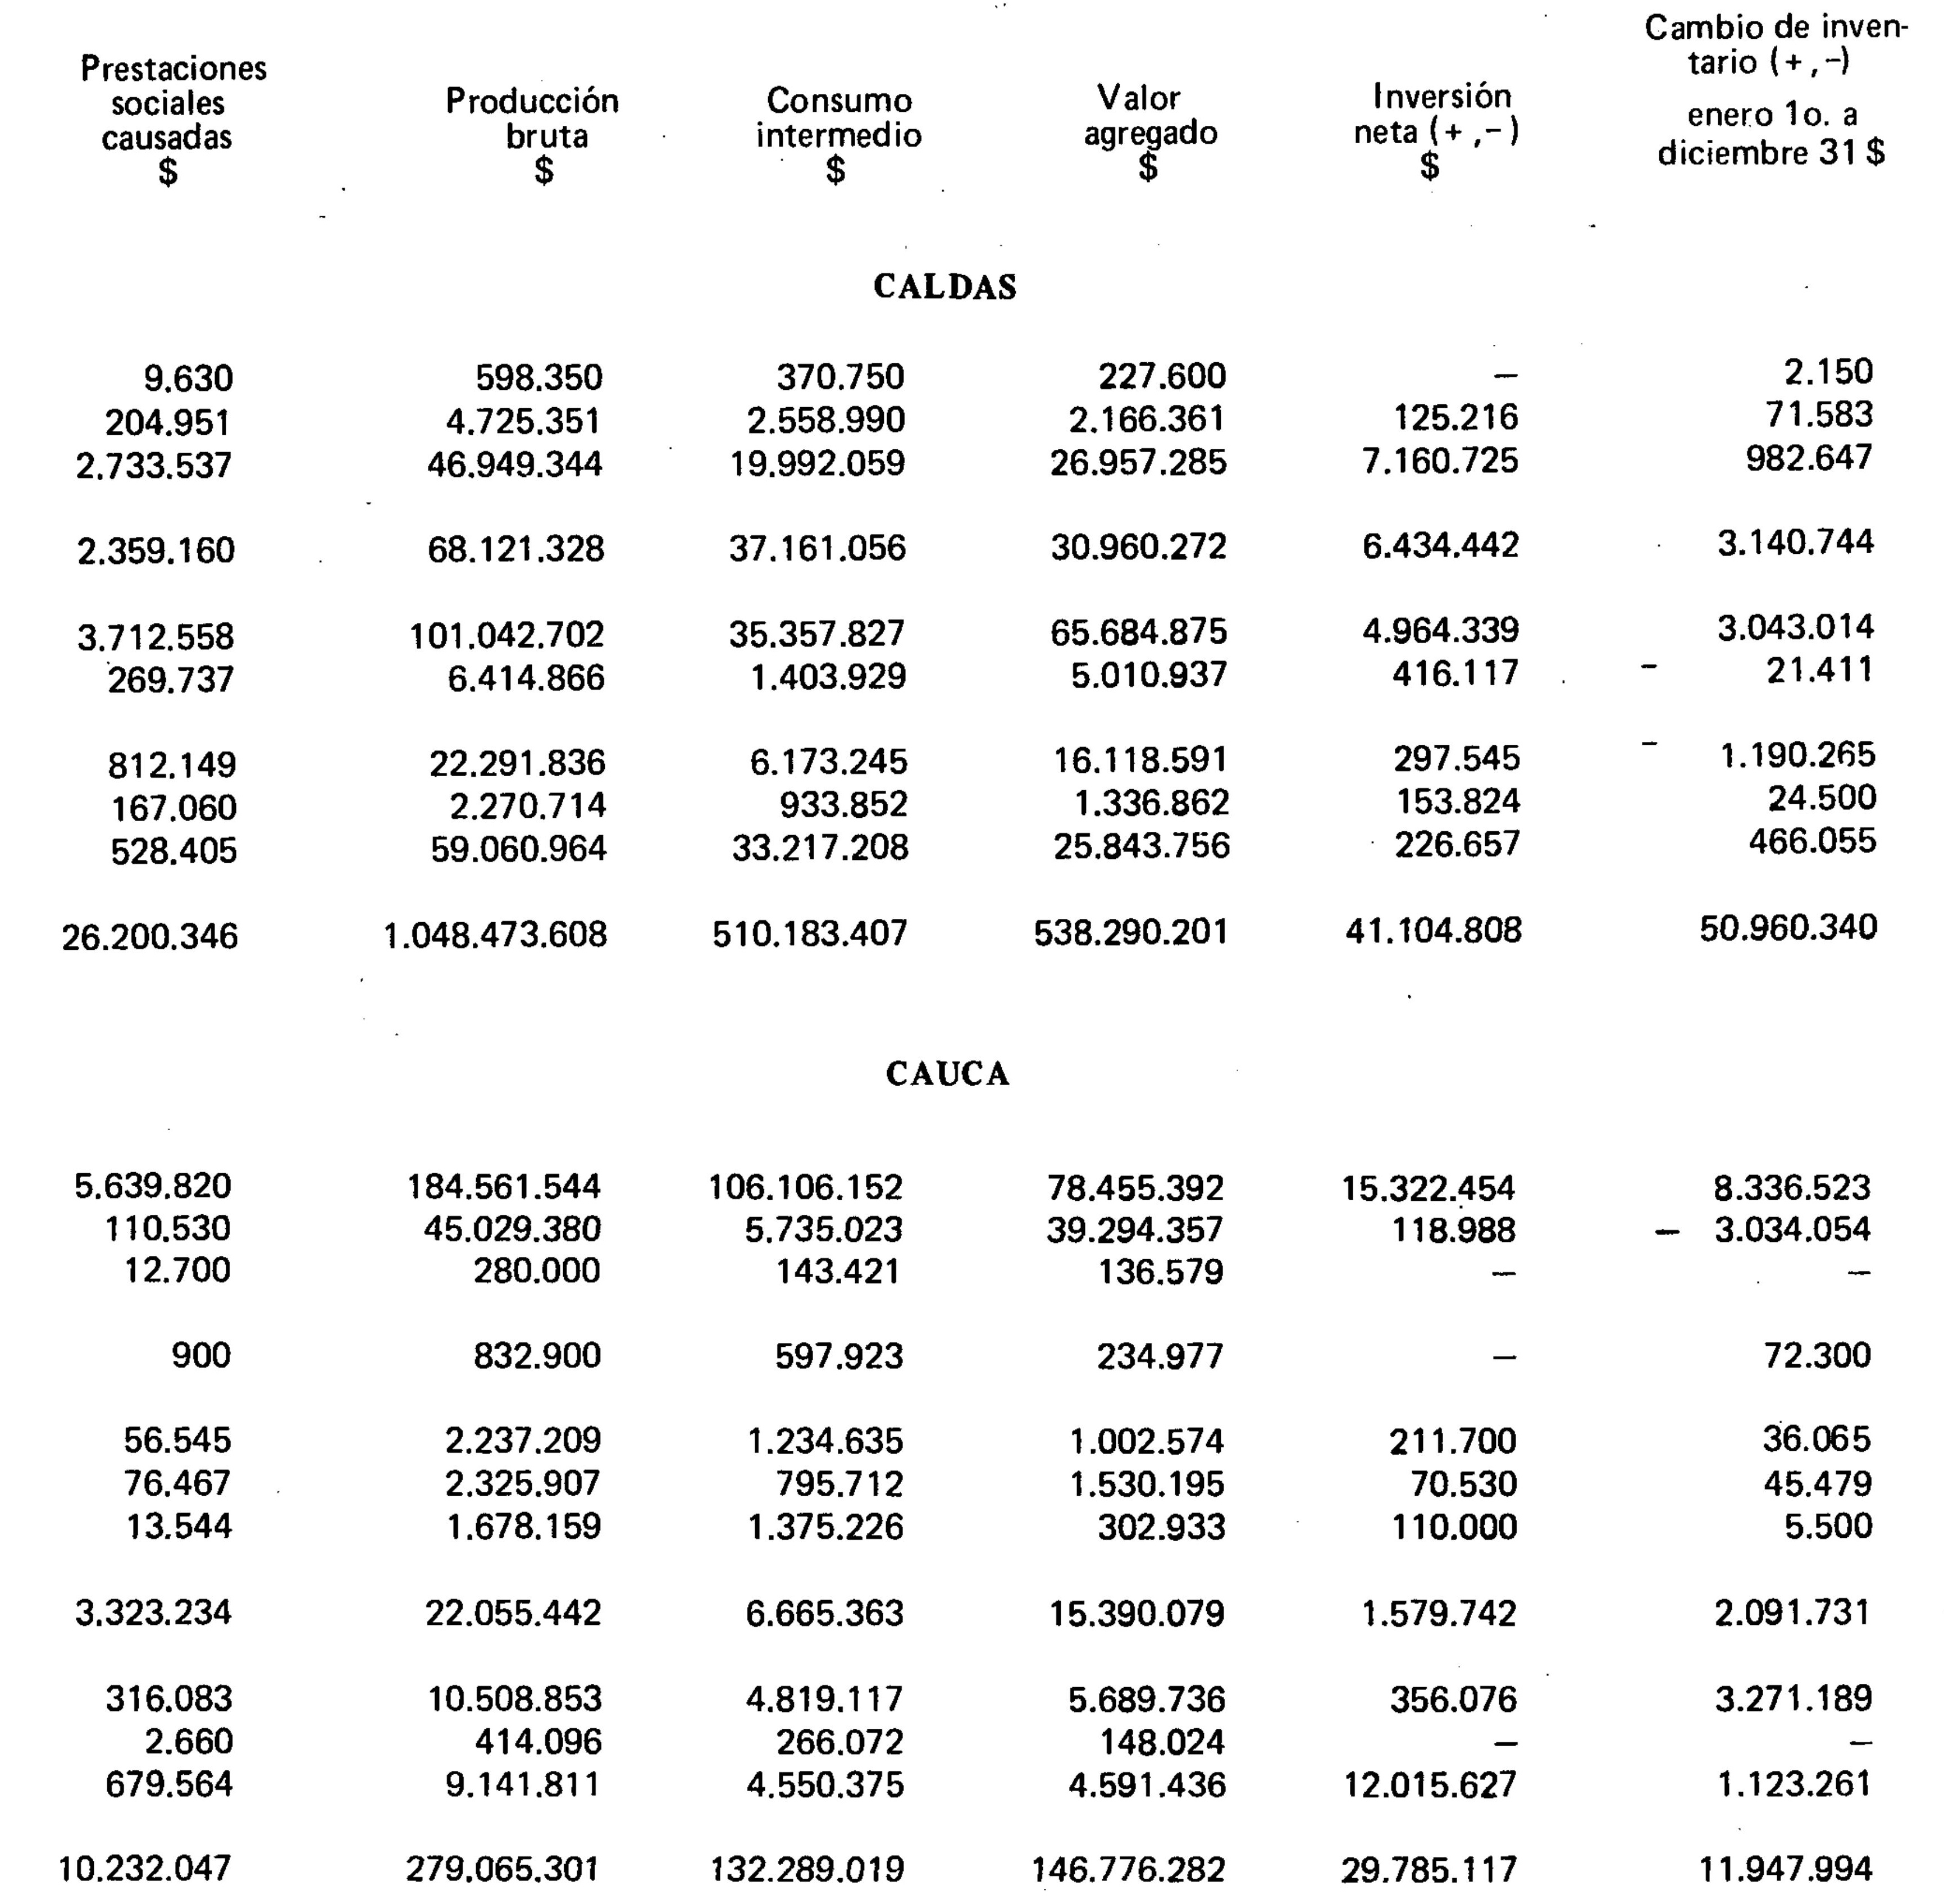 Prestaciones sociales causadas $ Producción bruta $ Consumo intermedio $ Valor agregado $ Inversión neta (+ ,-) $ Cambio de inven-tario (+ ,-) enero 1o. a diciembre 31 $
CALDAS
9.630 598.350 370.750 227.600 — 2.150
204.951 4.725.351 2.558.990 2.166.361 125.216 71.583
2.733.537 46.949.344 19.992.059 26.957.285 7.160.725 982.647
2.359.160 68.121.328 37.161.056 30.960.272 6.434.442 3.140.744
3.712.558 101.042.702 35.357.827 65.684.875 4.964.339 3.043.014
269.737 6.414.866 1.403.929 5.010.937 416.117 - 21.411
812.149 22.291.836 6.173.245 16.118.591 297.545 - 1.190.265
167.060 2.270.714 933.852 1.336.862 153.824 24.500
528.405 59.060.964 33.217.208 25.843.756 226.657 466.055
26.200.346 1.048.473.608 510.183.407 538.290.201 41.104.808 50.960.340
CAUCA
5.639.820 184.561.544 106.106.152 78.455.392 15.322.454 8.336.523
110.530 45.029.380 5.735.023 39.294.357 118.988 — 3.034.054
12.700 280.000 143.421 136.579 — —
900 832.900 597.923 234.977 — 72.300
56.545 2.237.209 1.234.635 1.002.574 211.700 36.065
76.467 2.325.907 795.712 1.530.195 70.530 45.479
13.544 1.678.159 1.375.226 302.933 110.000 5.500
3.323.234 22.055.442 6.665.363 15.390.079 1.579.742 2.091.731
316.083 10.508.853 4.819.117 5.689.736 356.076 3.271.189
2.660 414.096 266.072 148.024 — —
679.564 9.141.811 4.550.375 4.591.436 12.015.627 1.123.261
10.232.047 279.065.301 132.289.019 146.776.282 29.785.117 11.947.994